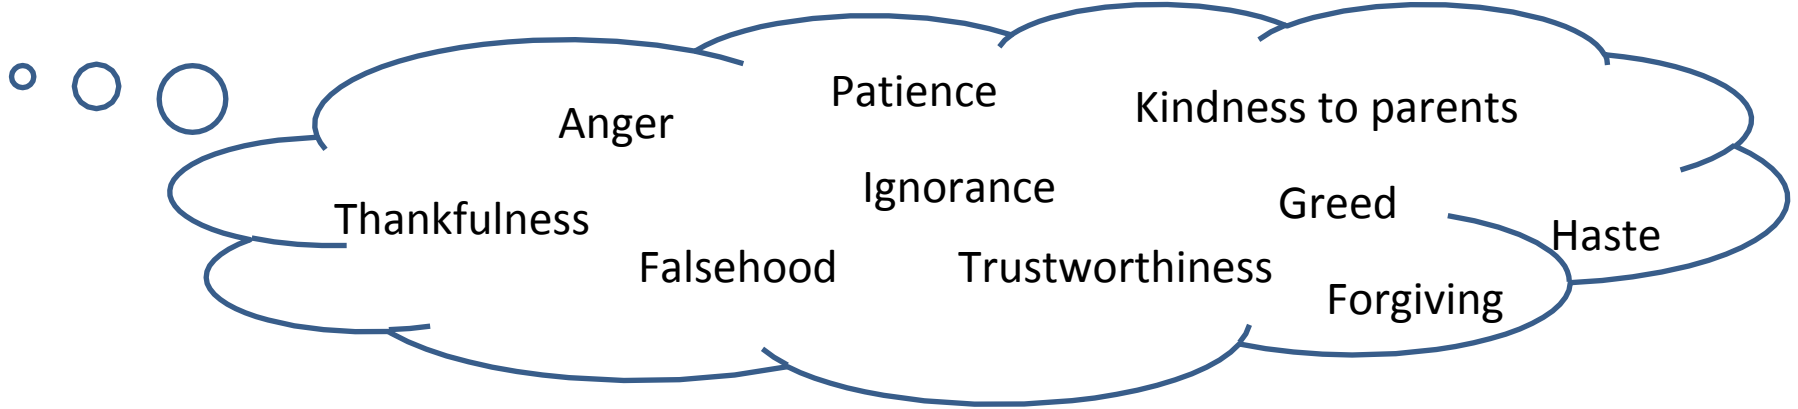 Patience
Kindness to parents
Anger
Ignorance
Greed
Thankfulness
Haste
Falsehood
Trustworthiness
Forgiving